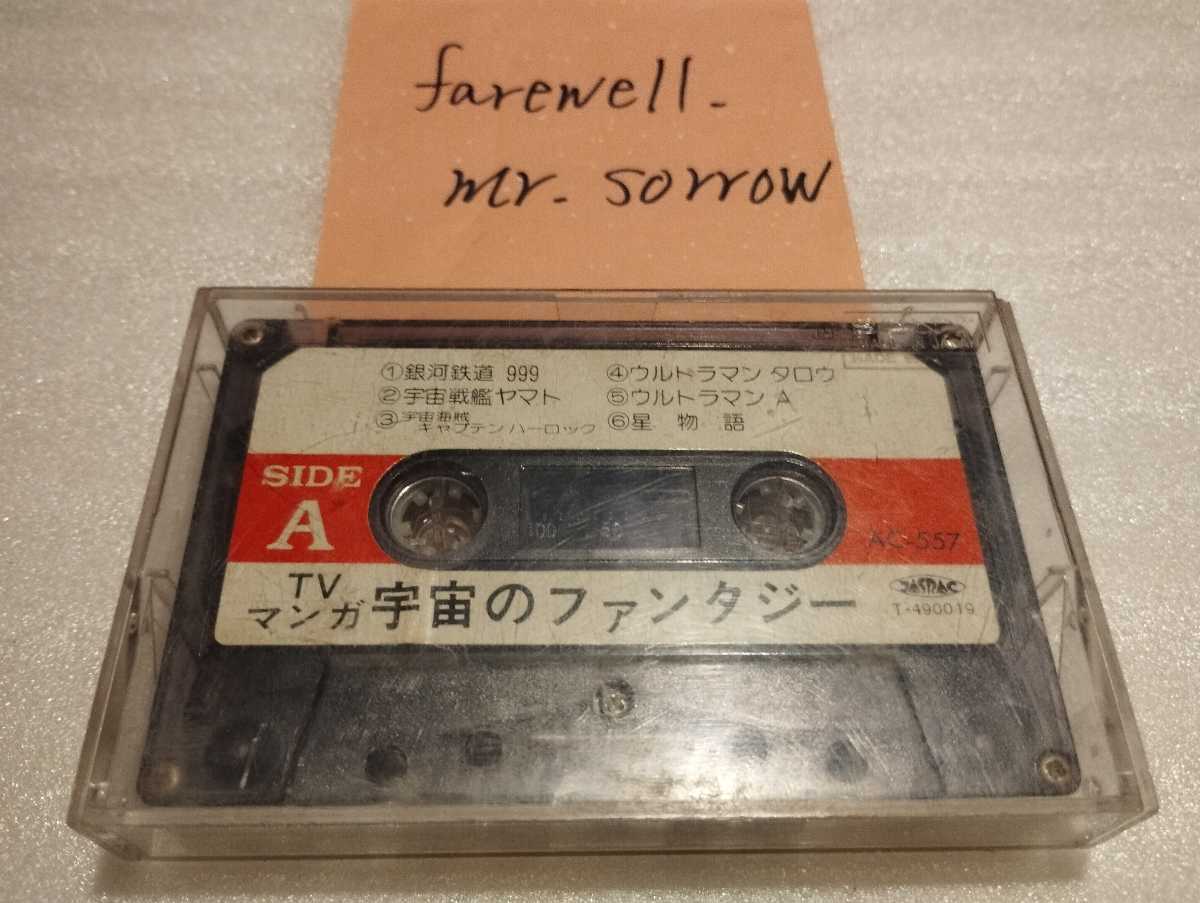 farewell.
mr. sorrow
①銀河鉄道 999
②宇宙戦艦ヤマト
③宇宙海賊
キャプテン ハーロック
④ウルトラマン タロウ
⑤ウルトラマン A
⑥星 物 語
SIDE
A
100 50
AC-557
TV
マンガ 宇宙のファンタジー
JASRAC
T-490019